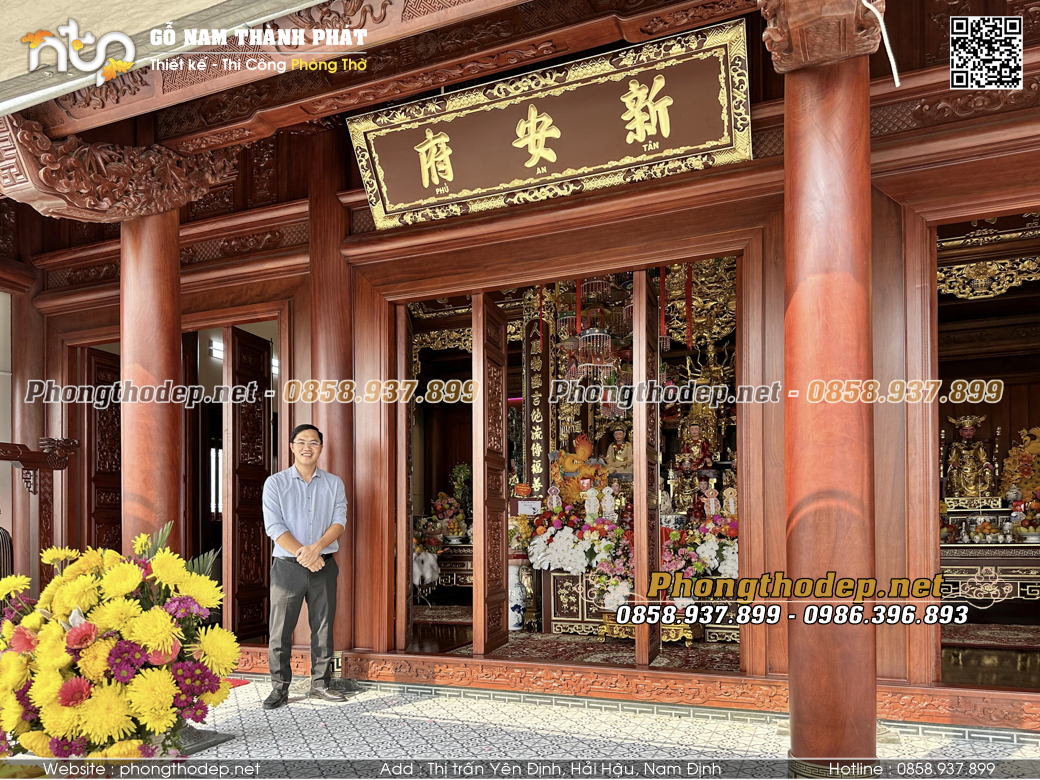 GỖ NAM THÀNH PHÁT
Thiết kế - Thi Công Phòng Thờ
ntp
府 安 新
PHỦ AN TÂN
Phongthodep.net - 0858.937.899
Phongthodep.net - 0858.937.899
Phongthodep.net
0858.937.899 - 0986.396.893
Website : phongthodep.net
Add : Thị trấn Yên Định, Hải Hậu, Nam Định
Hotline : 0858.937.899